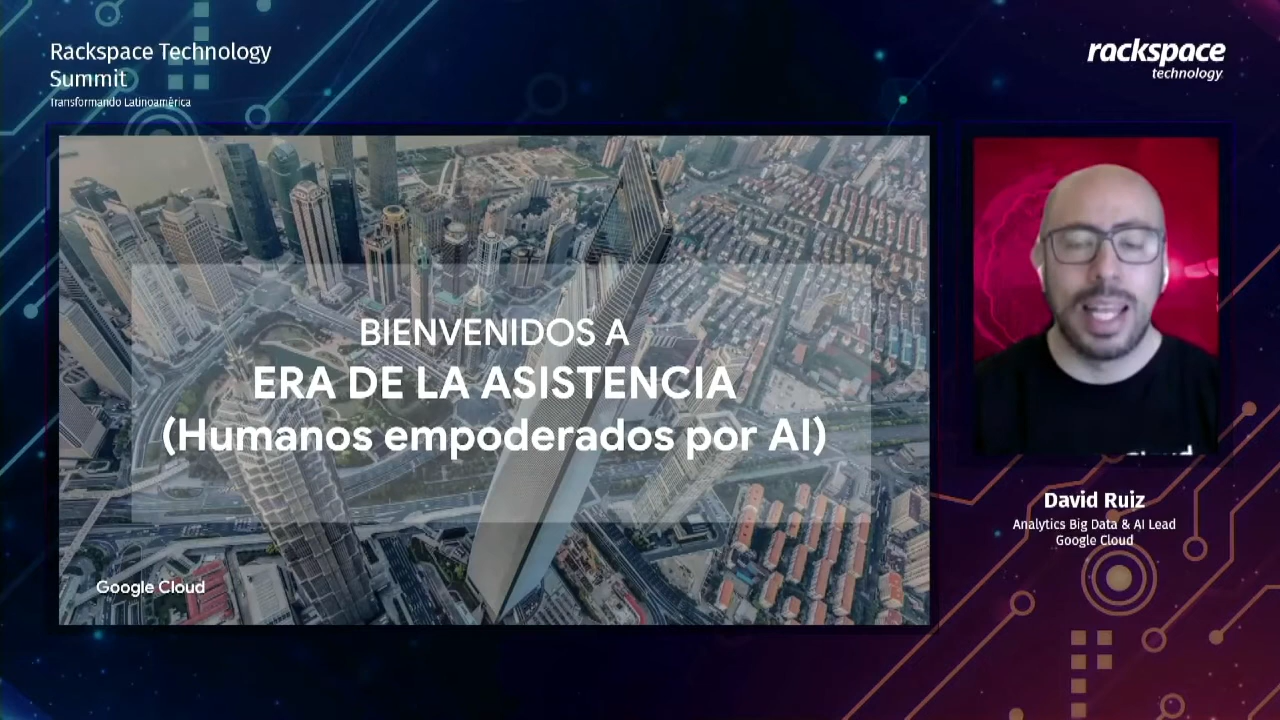 Rackspace Technology
Summit
Transformando Latinoamérica
rackspace
technology
BIENVENIDOS A
ERA DE LA ASISTENCIA
(Humanos empoderados por AI)
Google Cloud
David Ruiz
Analytics Big Data & AI Lead
Google Cloud